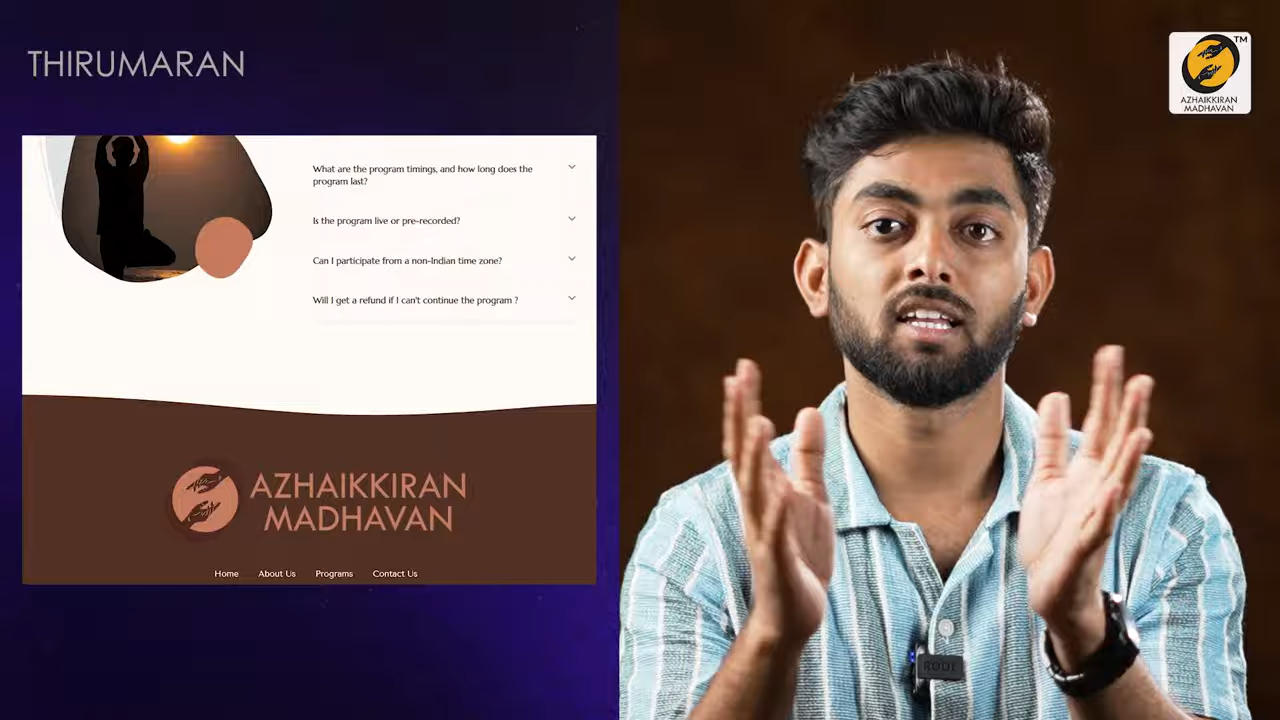 THIRUMARAN
TM
AZHAIKKIRAN
MADHAVAN
What are the program timings, and how long does the
program last?
Is the program live or pre-recorded?
Can I participate from a non-Indian time zone?
Will I get a refund if I can't continue the program ?
AZHAIKKIRAN
MADHAVAN
Home About Us Programs Contact Us
RODE